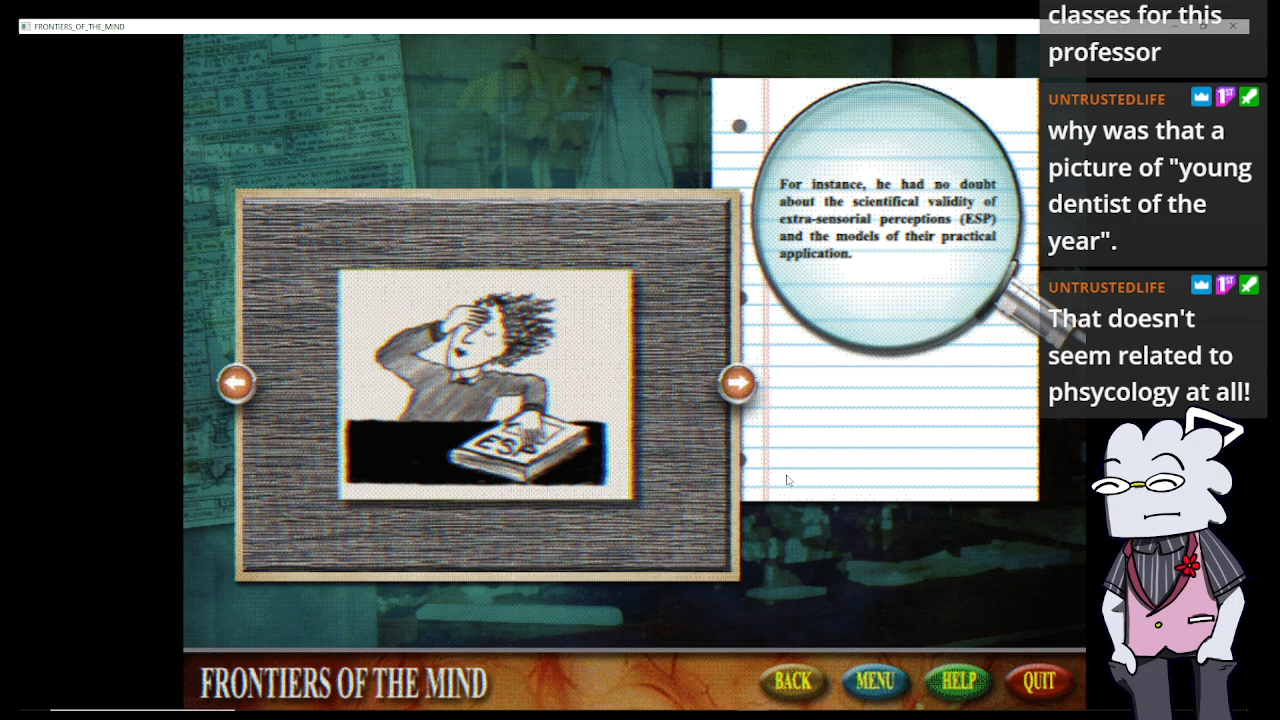 FRONTIERS_OF_THE_MIND
For instance, he had no doubt
about the scientifical validity of
extra-sensorial perceptions (ESP)
and the models of their practical
application.
ESP
FRONTIERS OF THE MIND
BACK
MENU
HELP
QUIT
classes for this
professor
UNTRUSTEDLIFE
1ST
why was that a
picture of "young
dentist of the
year".
UNTRUSTEDLIFE
1ST
That doesn't
seem related to
phsycology at all!